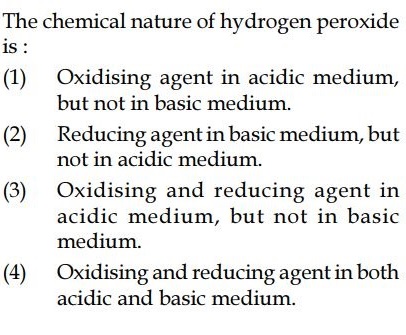 The chemical nature of hydrogen peroxide
is :
(1) Oxidising agent in acidic medium,
but not in basic medium.
(2) Reducing agent in basic medium, but
not in acidic medium.
(3) Oxidising and reducing agent in
acidic medium, but not in basic
medium.
(4) Oxidising and reducing agent in both
acidic and basic medium.